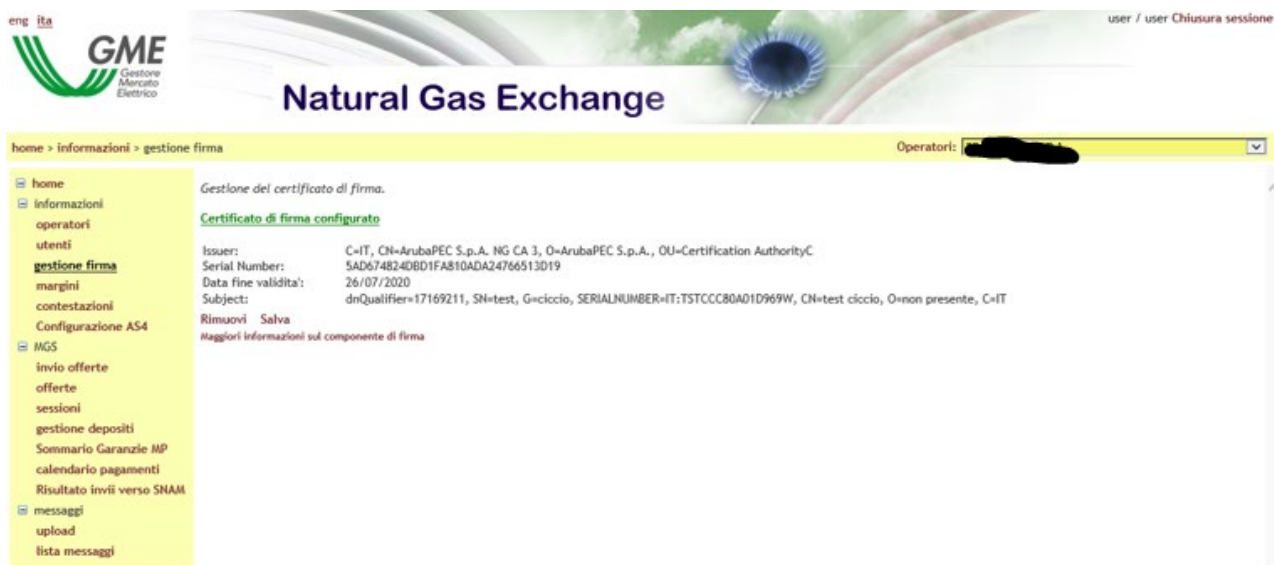 eng ita
user / user Chiusura sessione
GME
Gestore
Mercato
Elettrico
Natural Gas Exchange
home > informazioni > gestione firma
Operatori:
home
informazioni
operatori
utenti
gestione firma
margini
contestazioni
Configurazione AS4
MGS
invio offerte
offerte
sessioni
gestione depositi
Sommario Garanzie MP
calendario pagamenti
Risultato invii verso SNAM
messaggi
upload
lista messaggi
Gestione del certificato di firma.
Certificato di firma configurato
Issuer: C=IT, CN=ArubaPEC S.p.A. NG CA 3, O=ArubaPEC S.p.A., OU=Certification AuthorityC
Serial Number: 5AD674824DBD1FA810ADA24766513D19
Data fine validita': 26/07/2020
Subject: dnQualifier=17169211, SN=test, G=ciccio, SERIALNUMBER=IT:TSTCCC80A01D969W, CN=test ciccio, O=non presente, C=IT
Rimuovi Salva
Maggiori informazioni sul componente di firma